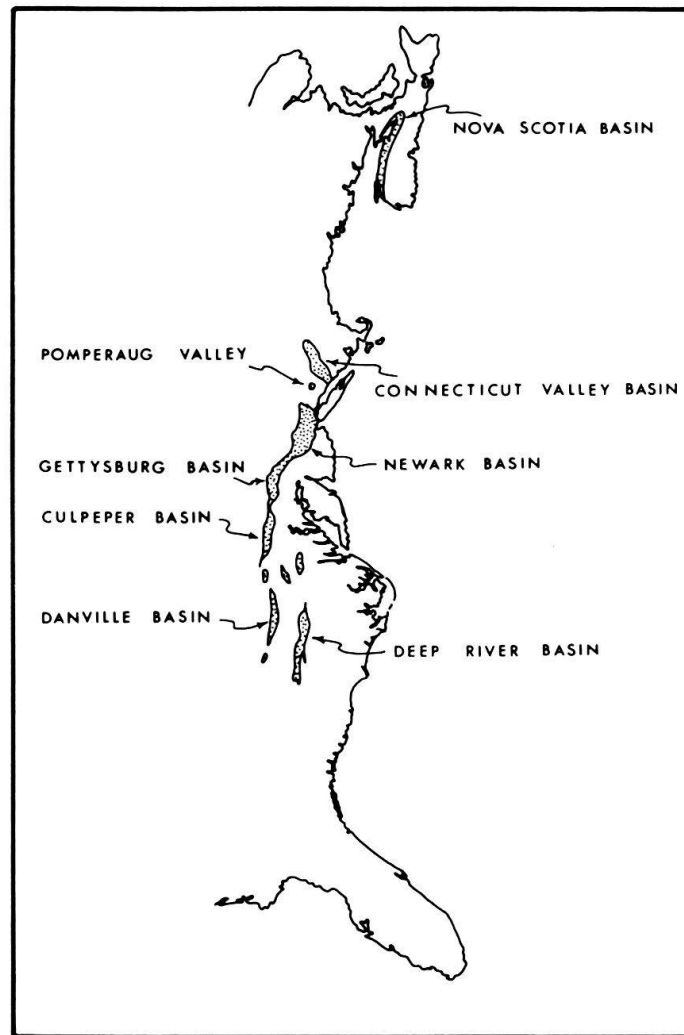 NOVA SCOTIA BASIN
POMPERAUG VALLEY
CONNECTICUT VALLEY BASIN
GETTYSBURG BASIN
NEWARK BASIN
CULPEPER BASIN
DANVILLE BASIN
DEEP RIVER BASIN